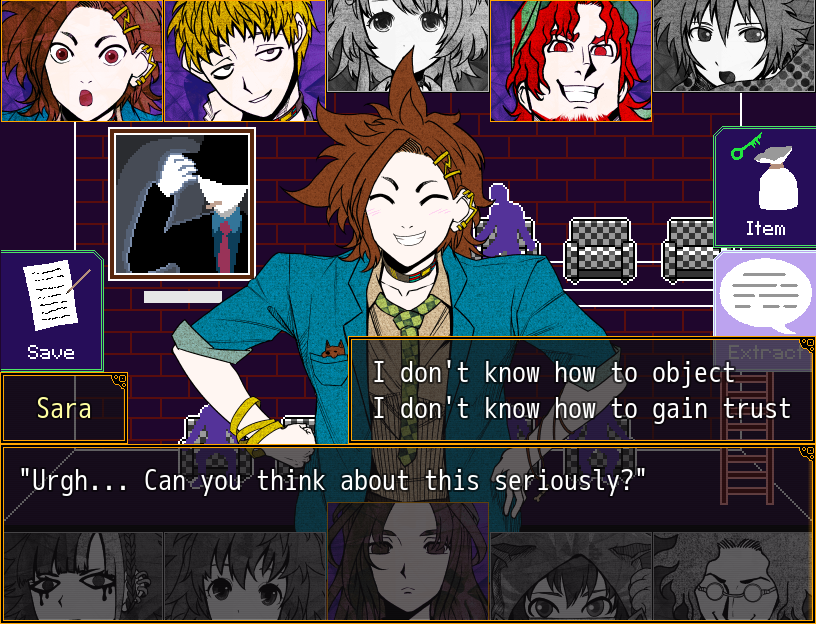 Item
Save
Extract
Sara
I don't know how to object
I don't know how to gain trust
"Urgh... Can you think about this seriously?"